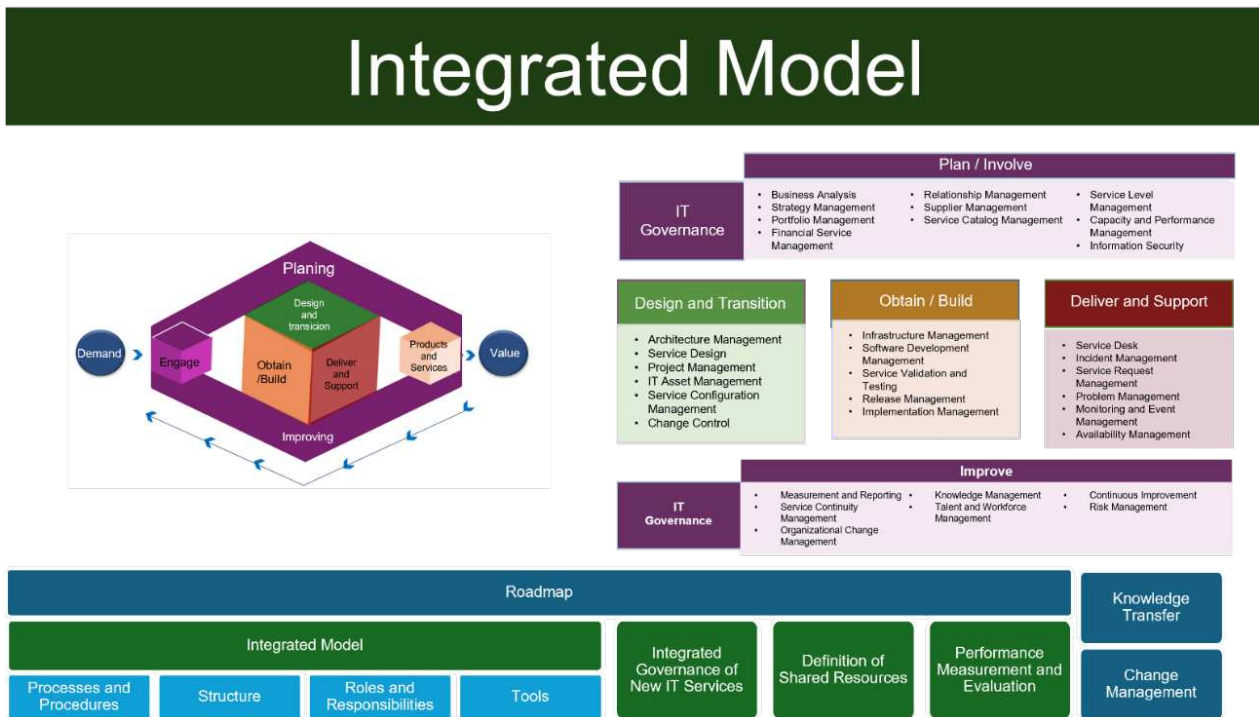 Integrated Model
Planing
Design
and
transicion
Demand
Engage
Obtain
/Build
Deliver
and
Support
Products
and
Services
Value
Improving
Plan / Involve
IT
Governance
• Business Analysis
• Strategy Management
• Portfolio Management
• Financial Service
Management
• Relationship Management
• Supplier Management
• Service Catalog Management
• Service Level
Management
• Capacity and Performance
Management
• Information Security
Design and Transition
• Architecture Management
• Service Design
• Project Management
• IT Asset Management
• Service Configuration
Management
• Change Control
Obtain / Build
• Infrastructure Management
• Software Development
Management
• Service Validation and
Testing
• Release Management
• Implementation Management
Deliver and Support
• Service Desk
• Incident Management
• Service Request
Management
• Problem Management
• Monitoring and Event
Management
• Availability Management
Improve
IT
Governance
• Measurement and Reporting
• Service Continuity
Management
• Organizational Change
Management
• Knowledge Management
• Talent and Workforce
Management
• Continuous Improvement
• Risk Management
Roadmap
Integrated Model
Processes and
Procedures
Structure
Roles and
Responsibilities
Tools
Integrated
Governance of
New IT Services
Definition of
Shared Resources
Performance
Measurement and
Evaluation
Knowledge
Transfer
Change
Management